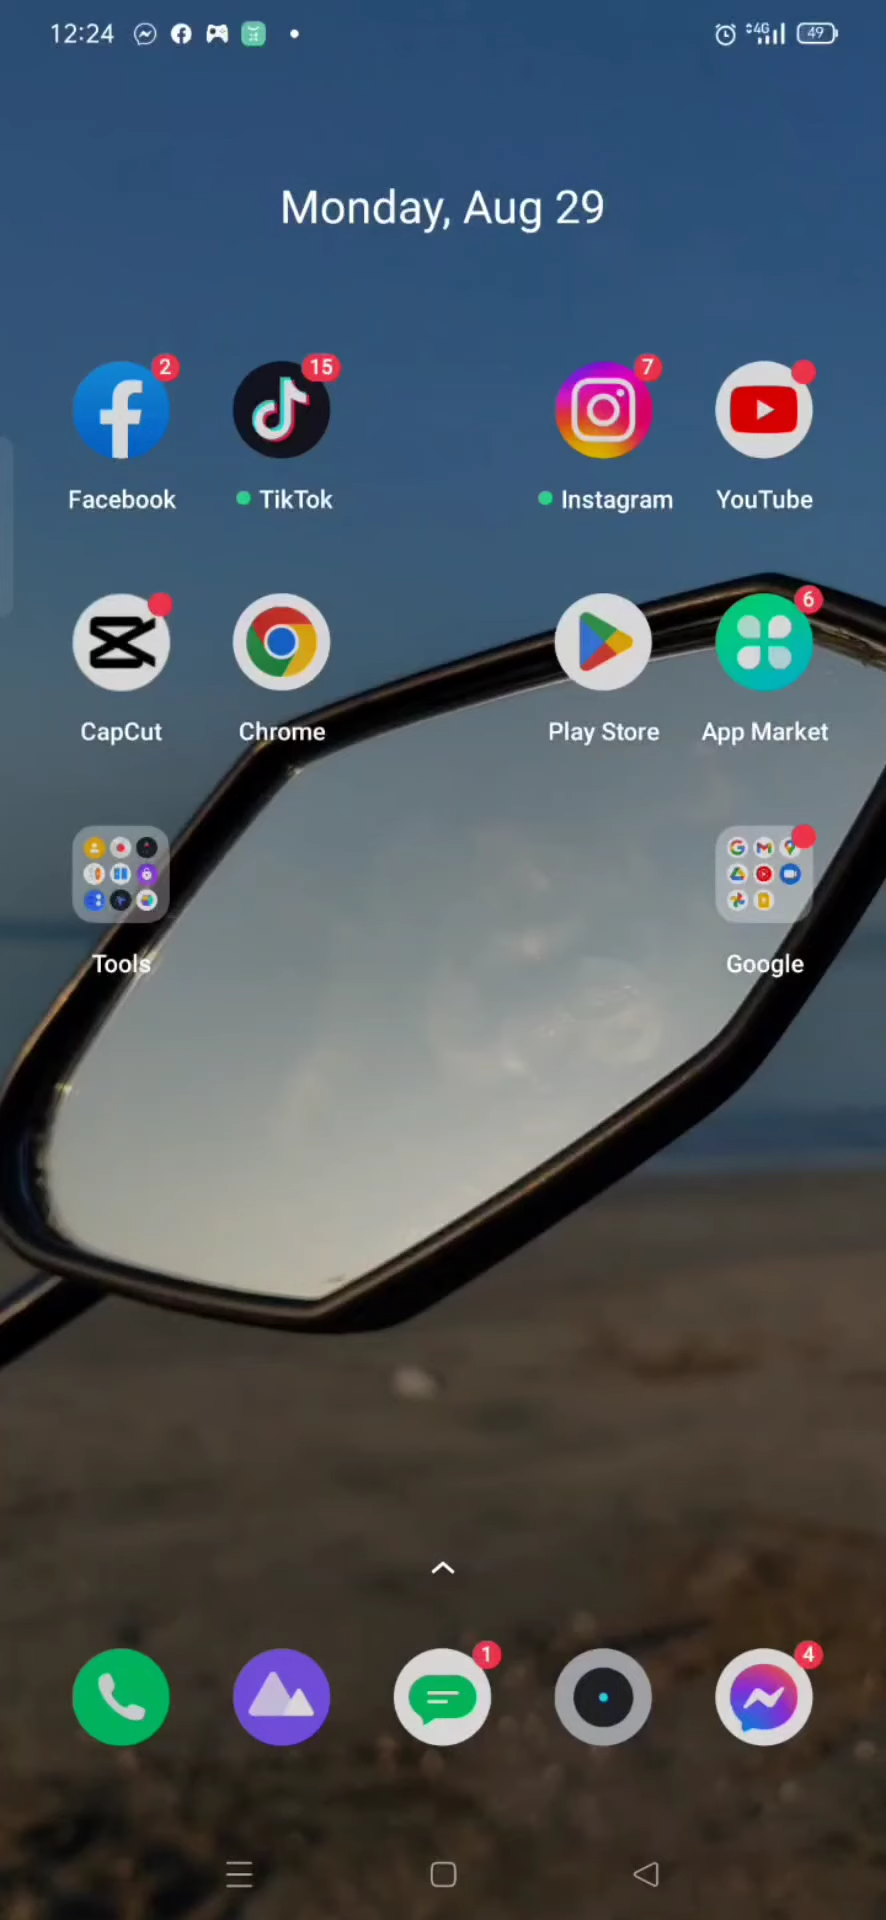 12:24 4G 49
Monday, Aug 29
2 15 7
Facebook TikTok Instagram YouTube
6
CapCut Chrome Play Store App Market
Tools Google
1 4